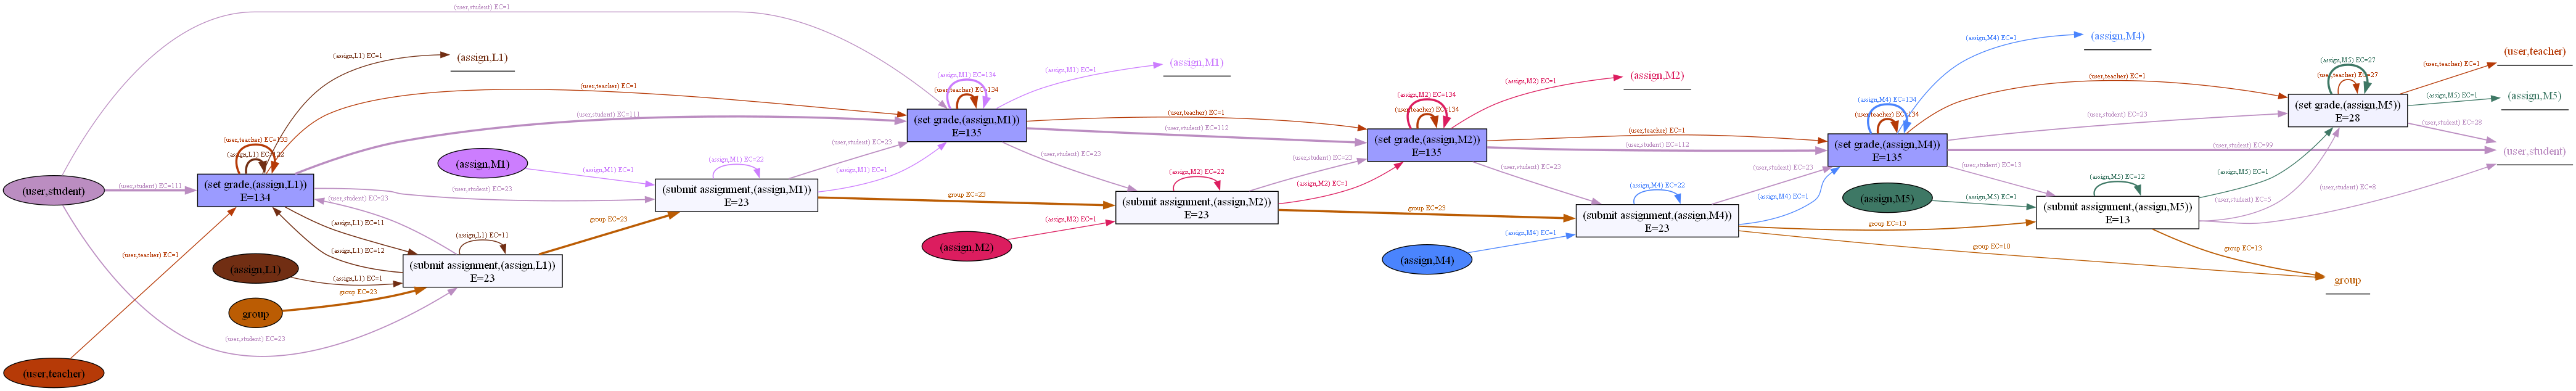 (user,student) EC=1
(assign,L1) EC=1
(assign,L1)
(user,teacher) EC=1
(user,teacher) EC=133
(user,student) EC=111
(user,student)
(user,student) EC=111
(set grade,(assign,L1))
E=134
(user,student) EC=23
(user,student) EC=23
(assign,L1) EC=11
(assign,L1) EC=12
(assign,L1) EC=11
(submit assignment,(assign,L1))
E=23
(assign,L1)
(assign,L1) EC=1
group
group EC=23
(user,teacher) EC=1
(user,student) EC=23
(user,teacher)
group EC=23
(assign,M1)
(assign,M1) EC=1
(assign,M1) EC=22
(submit assignment,(assign,M1))
E=23
(user,student) EC=23
(assign,M1) EC=1
group EC=23
(assign,M1) EC=134
(user,teacher) EC=134
(set grade,(assign,M1))
E=135
(assign,M1) EC=1
(assign,M1)
(user,teacher) EC=1
(user,student) EC=112
(user,student) EC=23
(assign,M2)
(assign,M2) EC=1
(assign,M2) EC=22
(submit assignment,(assign,M2))
E=23
(user,student) EC=23
(assign,M2) EC=1
group EC=23
(assign,M2) EC=134
(user,teacher) EC=134
(set grade,(assign,M2))
E=135
(assign,M2) EC=1
(assign,M2)
(user,teacher) EC=1
(user,student) EC=112
(user,student) EC=23
(assign,M4)
(assign,M4) EC=1
(assign,M4) EC=22
(submit assignment,(assign,M4))
E=23
(user,student) EC=23
(assign,M4) EC=1
group EC=13
group EC=10
(assign,M4) EC=134
(user,teacher) EC=134
(set grade,(assign,M4))
E=135
(assign,M4) EC=1
(assign,M4)
(user,teacher) EC=1
(user,student) EC=23
(user,student) EC=99
(user,student) EC=13
(assign,M5)
(assign,M5) EC=1
(assign,M5) EC=12
(submit assignment,(assign,M5))
E=13
(assign,M5) EC=1
(user,student) EC=5
(user,student) EC=8
group EC=13
(assign,M5) EC=27
(user,teacher) EC=27
(set grade,(assign,M5))
E=28
(user,teacher) EC=1
(user,teacher)
(assign,M5) EC=1
(assign,M5)
(user,student) EC=28
(user,student)
group